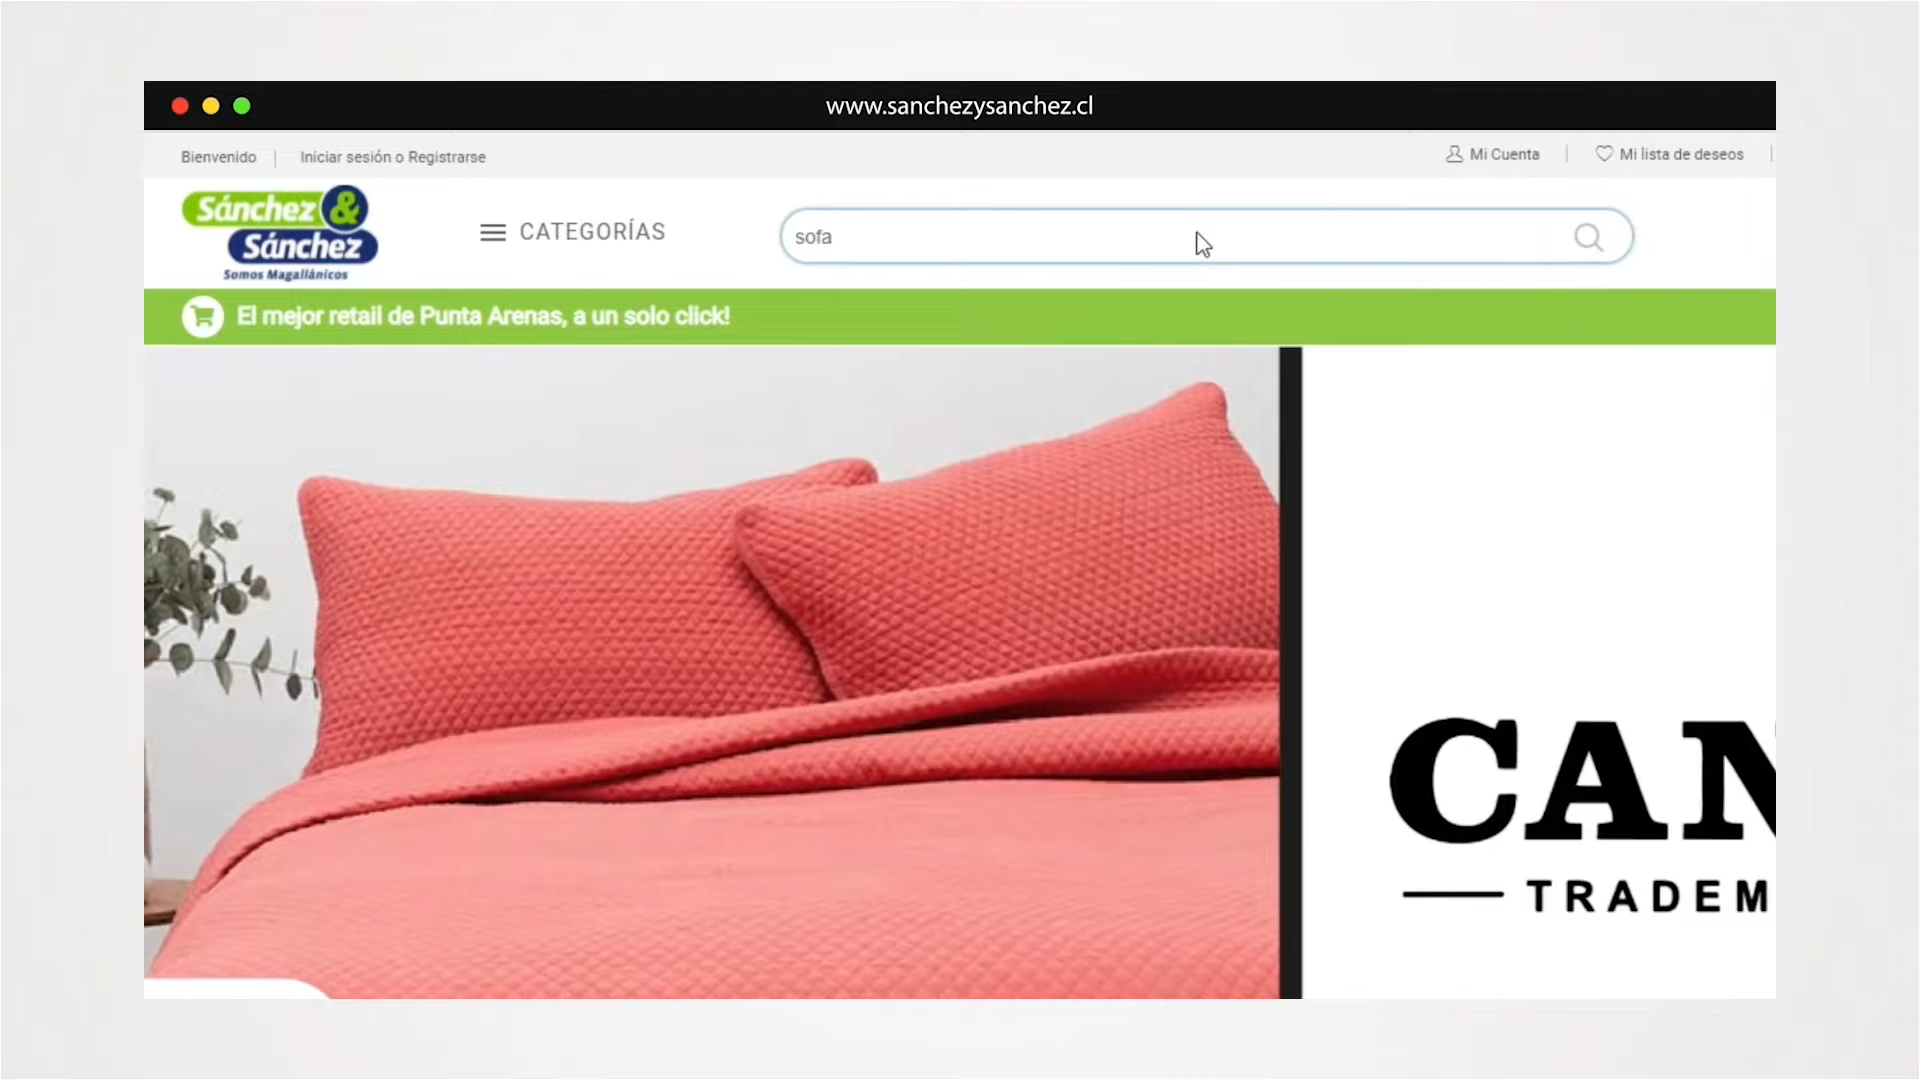 www.sanchezysanchez.cl
Bienvenido
Iniciar sesión o Registrarse
Mi Cuenta
Mi lista de deseos
Sánchez &
Sánchez
Somos Magallánicos
CATEGORÍAS
sofa
El mejor retail de Punta Arenas, a un solo click!
CAN
TRADEM